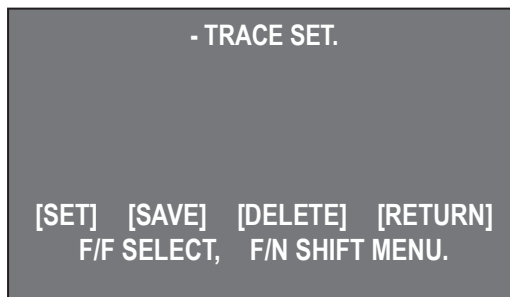 - TRACE SET.
[SET] [SAVE] [DELETE] [RETURN]
F/F SELECT, F/N SHIFT MENU.